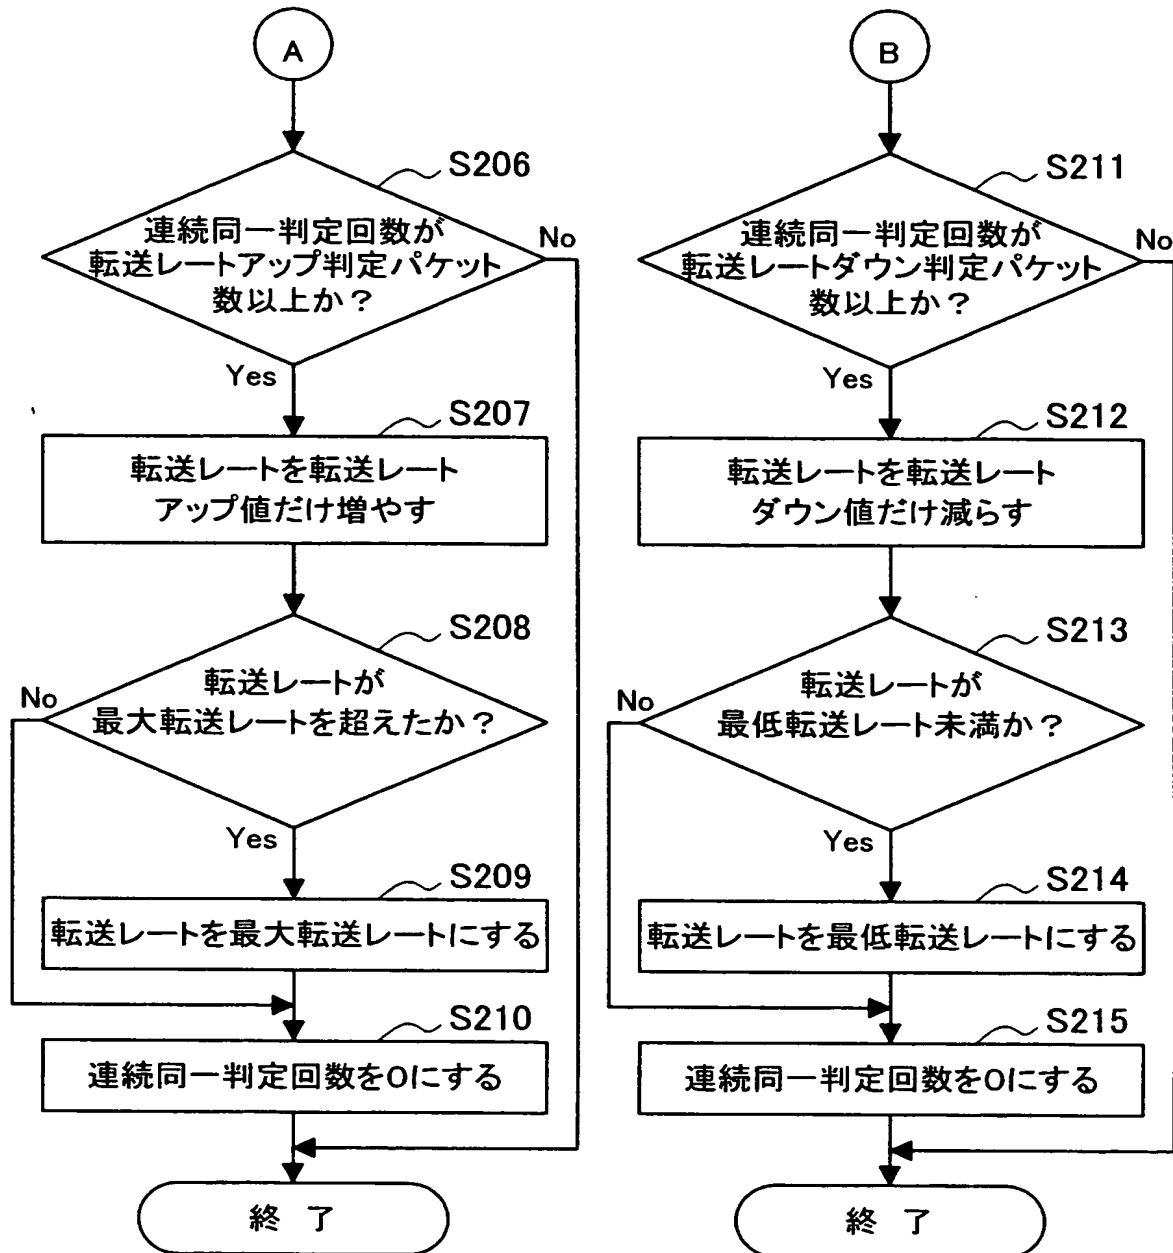 A
S206
連続同一判定回数が
転送レートアップ判定パケット
数以上か？
No
Yes
S207
転送レートを転送レート
アップ値だけ増やす
S208
転送レートが
最大転送レートを超えたか？
No
Yes
S209
転送レートを最大転送レートにする
S210
連続同一判定回数を0にする
終 了
B
S211
連続同一判定回数が
転送レートダウン判定パケット
数以上か？
No
Yes
S212
転送レートを転送レート
ダウン値だけ減らす
S213
転送レートが
最低転送レート未満か？
No
Yes
S214
転送レートを最低転送レートにする
S215
連続同一判定回数を0にする
終 了